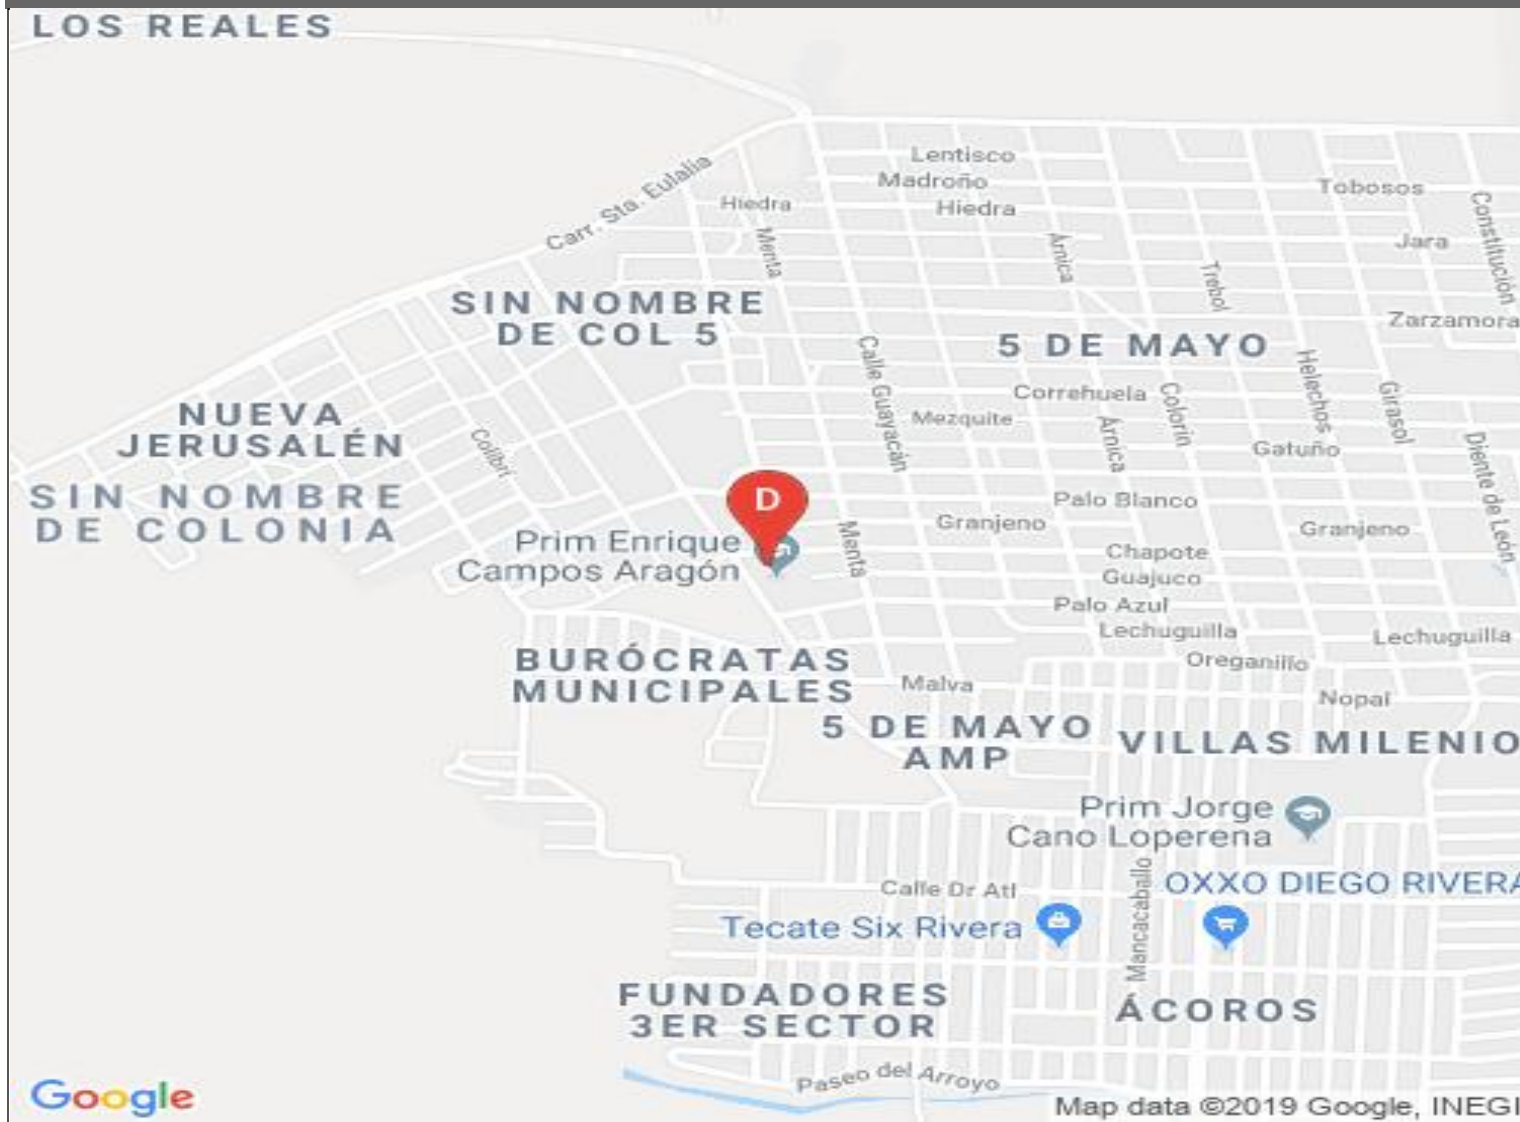 LOS REALES
Lentisco
Carr. Sta. Eulalia
Madroño
Tobosos
Hiedra
Hiedra
Constitución
Menta
Árnica
Jara
Trebol
SIN NOMBRE
DE COL 5
Zarzamora
5 DE MAYO
Calle Guayacán
Helechos
Correhuela
Colorín
Girasol
NUEVA
JERUSALÉN
Mezquite
Árnica
Colibrí
Gatuño
Diente de León
SIN NOMBRE
DE COLONIA
D
Palo Blanco
Granjeno
Granjeno
Menta
Prim Enrique
Campos Aragón
Chapote
Guajuco
Palo Azul
Lechuguilla
Lechuguilla
BURÓCRATAS
MUNICIPALES
Oreganillo
Malva
Nopal
5 DE MAYO
AMP
VILLAS MILENIO
Prim Jorge
Cano Loperena
Calle Dr Atl
Mancacaballo
OXXO DIEGO RIVERA
Tecate Six Rivera
FUNDADORES
3ER SECTOR
ÁCOROS
Paseo del Arroyo
Google
Map data ©2019 Google, INEGI